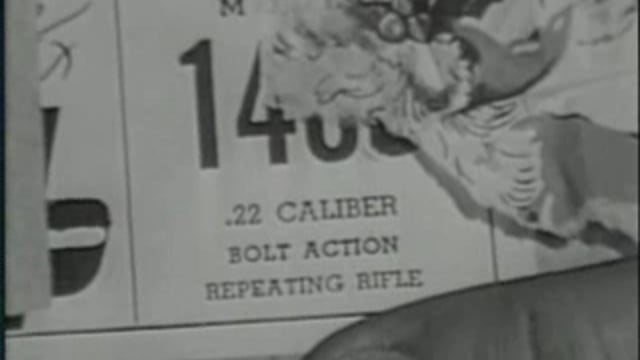 M
.22 CALIBER
BOLT ACTION
REPEATING RIFLE